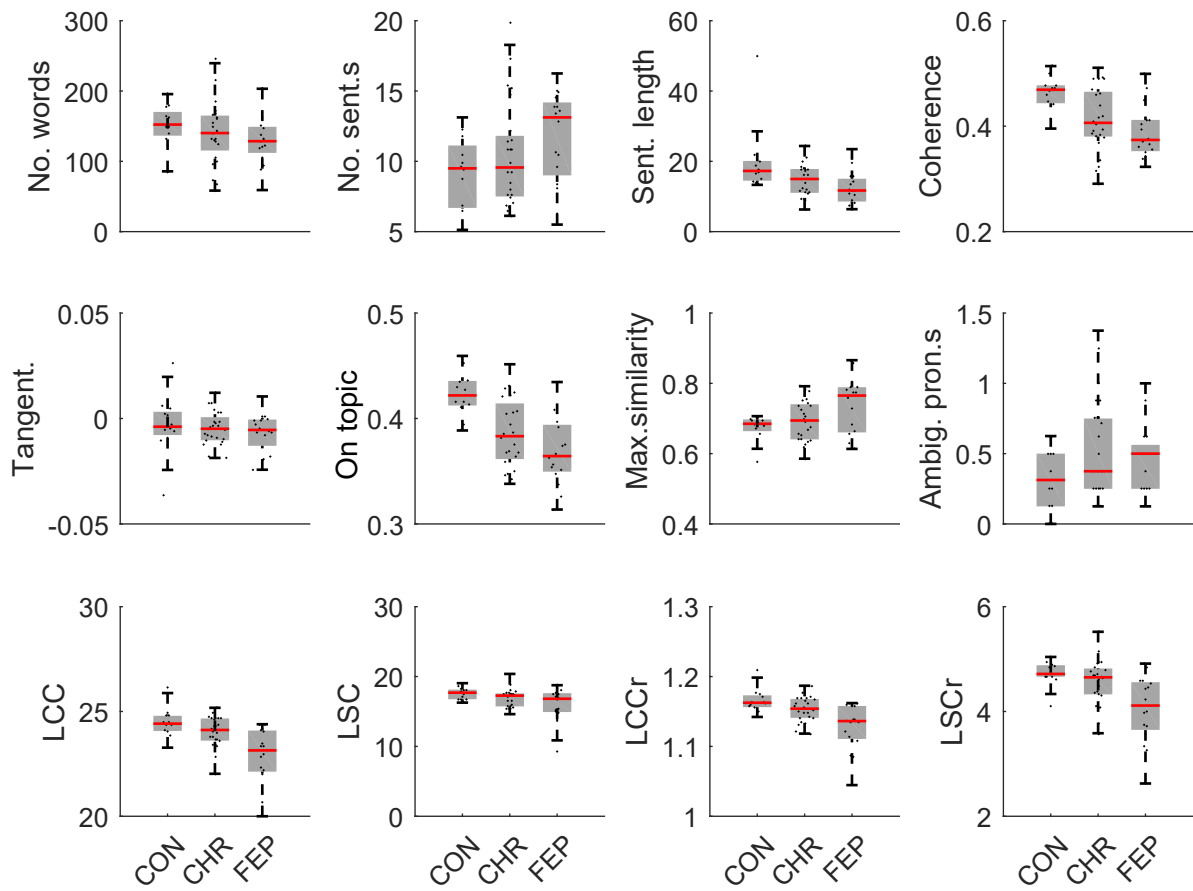 No. words
300
200
100
0
No. sent.s
20
15
10
5
Sent. length
60
40
20
0
Coherence
0.6
0.4
0.2
Tangent.
0.05
0
-0.05
On topic
0.5
0.4
0.3
Max.similarity
1
0.8
0.6
0.4
Ambig. pron.s
1.5
1
0.5
0
LCC
30
25
20
CON
CHR
FEP
LSC
30
20
10
0
CON
CHR
FEP
LCCr
1.3
1.2
1.1
1
CON
CHR
FEP
LSCr
6
4
2
CON
CHR
FEP